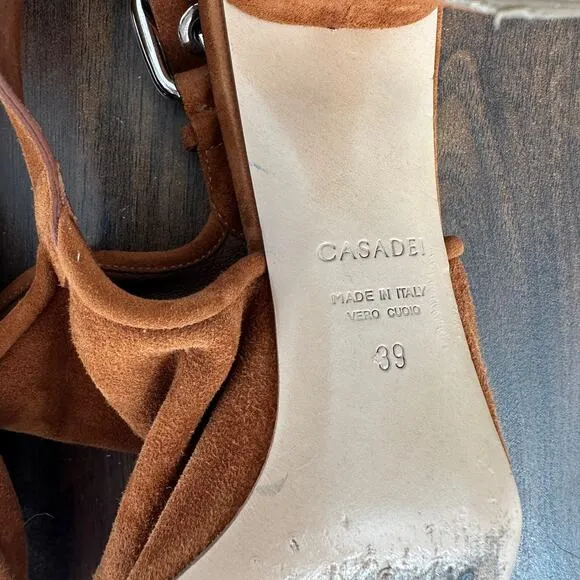 CASADEI
MADE IN ITALY
VERO CUOIO
39